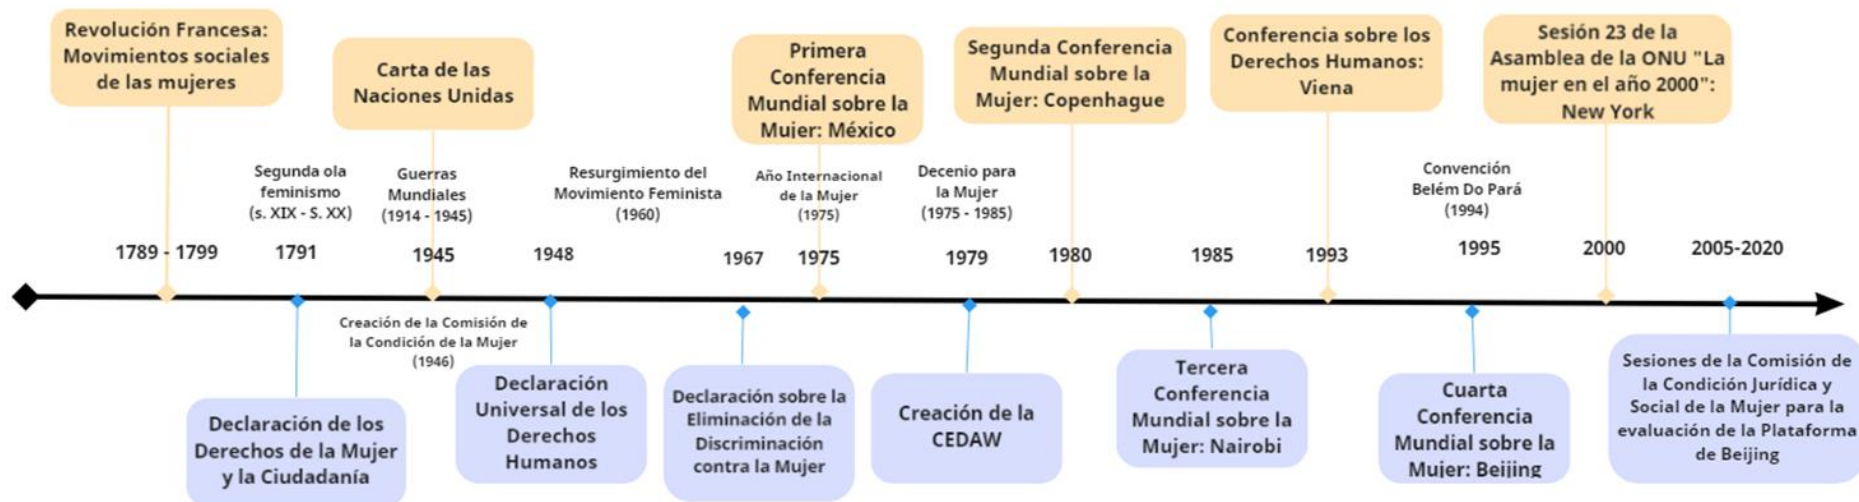 Revolución Francesa:
Movimientos sociales
de las mujeres
Carta de las
Naciones Unidas
Primera
Conferencia
Mundial sobre la
Mujer: México
Segunda Conferencia
Mundial sobre la
Mujer: Copenhague
Conferencia sobre los
Derechos Humanos:
Viena
Sesión 23 de la
Asamblea de la ONU "La
mujer en el año 2000":
New York
Segunda ola
feminismo
(s. XIX - S. XX)
Guerras
Mundiales
(1914 - 1945)
Resurgimiento del
Movimiento Feminista
(1960)
Año Internacional
de la Mujer
(1975)
Decenio para
la Mujer
(1975 - 1985)
Convención
Belém Do Pará
(1994)
1789 - 1799
1791
1945
1948
1967
1975
1979
1980
1985
1993
1995
2000
2005-2020
Creación de la Comisión de
la Condición de la Mujer
(1946)
Declaración de los
Derechos de la Mujer
y la Ciudadanía
Declaración
Universal de los
Derechos
Humanos
Declaración sobre la
Eliminación de la
Discriminación
contra la Mujer
Creación de la
CEDAW
Tercera
Conferencia
Mundial sobre la
Mujer: Nairobi
Cuarta
Conferencia
Mundial sobre la
Mujer: Beijing
Sesiones de la Comisión de
la Condición Jurídica y
Social de la Mujer para la
evaluación de la Plataforma
de Beijing